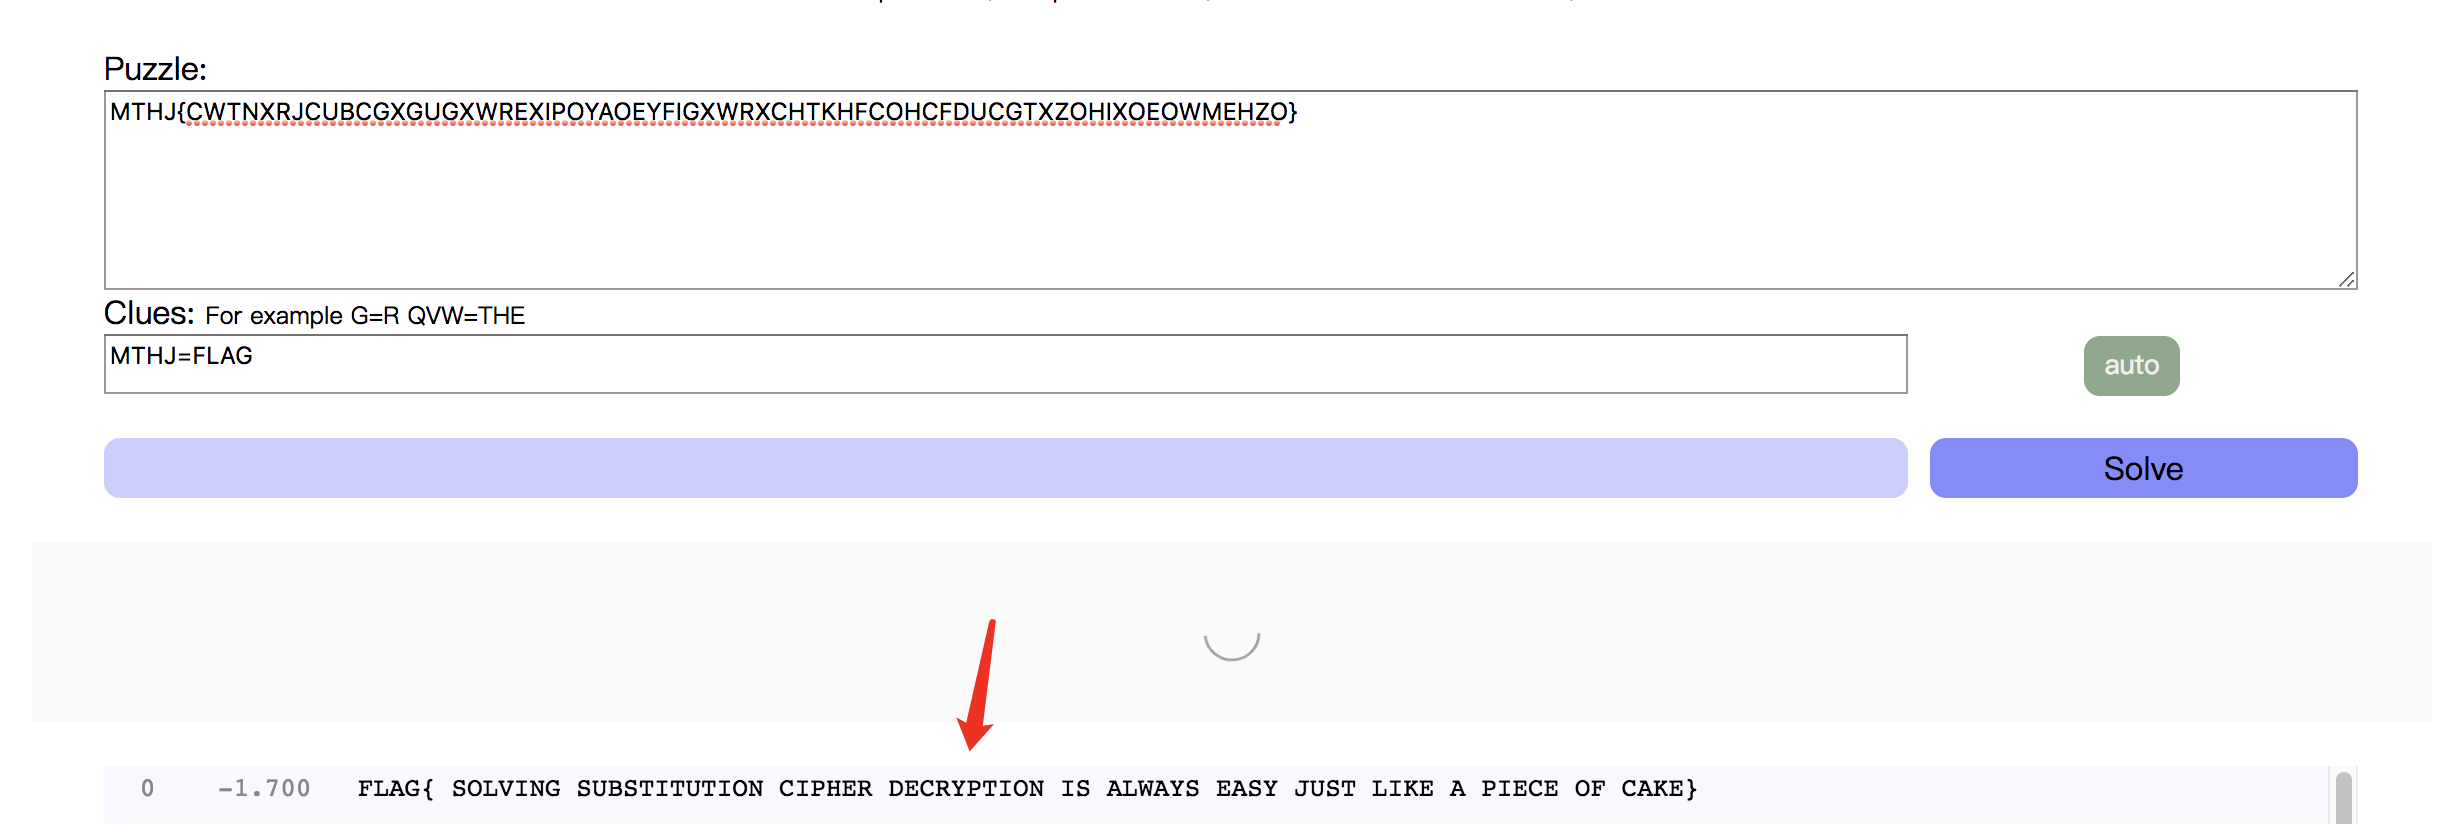 Puzzle:
MTHJ{CWTNXRJCUBCGXGUGXWREXIPOYAOEYFIGXWRXCHTKHFCOHCFDUCGTXZOHIXOEOWMEHZO}
Clues: For example G=R QVW=THE
MTHJ=FLAG
auto
Solve
0 -1.700 FLAG{ SOLVING SUBSTITUTION CIPHER DECRYPTION IS ALWAYS EASY JUST LIKE A PIECE OF CAKE}